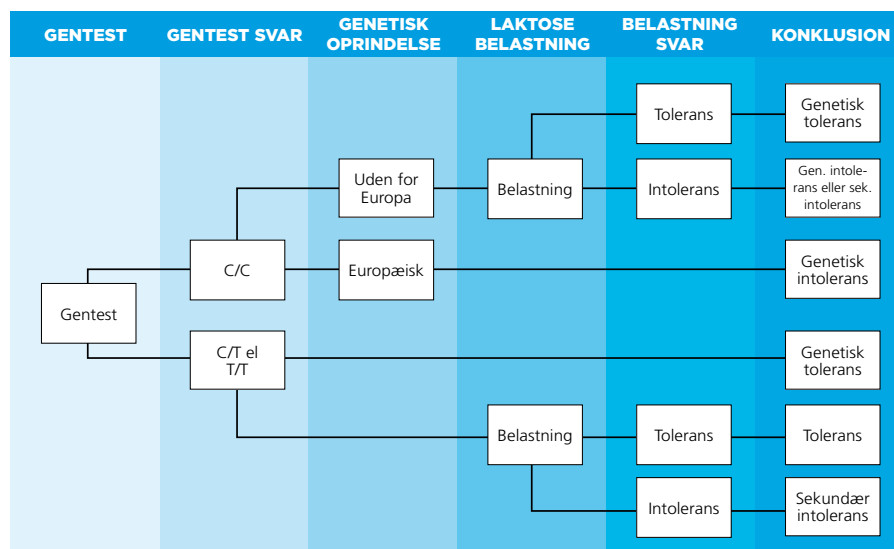 GENTEST
GENTEST SVAR
GENETISK
OPRINDELSE
LAKTOSE
BELASTNING
BELASTNING
SVAR
KONKLUSION
Tolerans
Genetisk
tolerans
Uden for
Europa
Belastning
Intolerans
Gen. intole-
rans eller sek.
intolerans
C/C
Europæisk
Genetisk
intolerans
Gentest
C/T el
T/T
Genetisk
tolerans
Belastning
Tolerans
Tolerans
Intolerans
Sekundær
intolerans